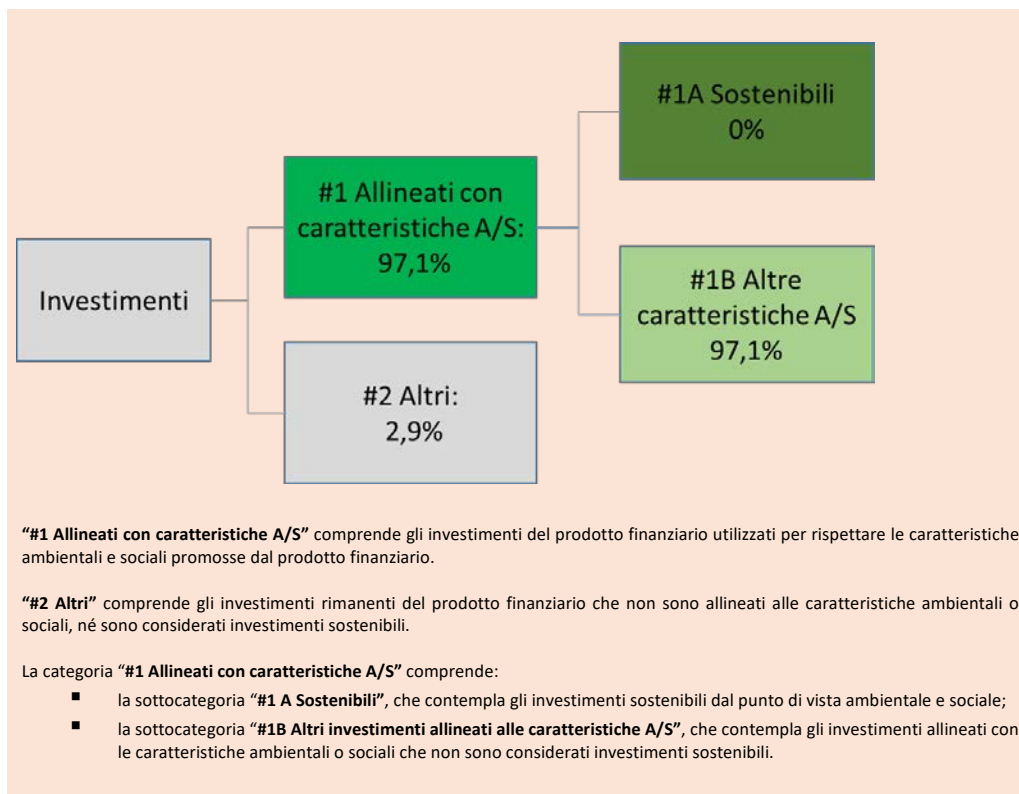 #1A Sostenibili
0%
#1 Allineati con
caratteristiche A/S:
97,1%
Investimenti
#1B Altre
caratteristiche A/S
97,1%
#2 Altri:
2,9%
“#1 Allineati con caratteristiche A/S” comprende gli investimenti del prodotto finanziario utilizzati per rispettare le caratteristiche
ambientali e sociali promosse dal prodotto finanziario.
“#2 Altri” comprende gli investimenti rimanenti del prodotto finanziario che non sono allineati alle caratteristiche ambientali o
sociali, né sono considerati investimenti sostenibili.
La categoria “#1 Allineati con caratteristiche A/S” comprende:
▪ la sottocategoria “#1 A Sostenibili”, che contempla gli investimenti sostenibili dal punto di vista ambientale e sociale;
▪ la sottocategoria “#1B Altri investimenti allineati alle caratteristiche A/S”, che contempla gli investimenti allineati con
le caratteristiche ambientali o sociali che non sono considerati investimenti sostenibili.